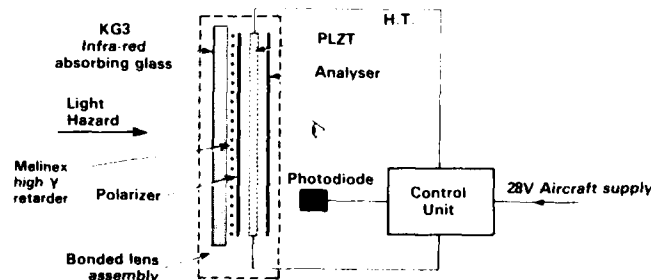 KG3
Infra-red
absorbing glass
H.T.
PLZT
Analyser
Light
Hazard
Melinex
high γ
retarder
Polarizer
Photodiode
Control
Unit
28V Aircraft supply
Bonded lens
assembly